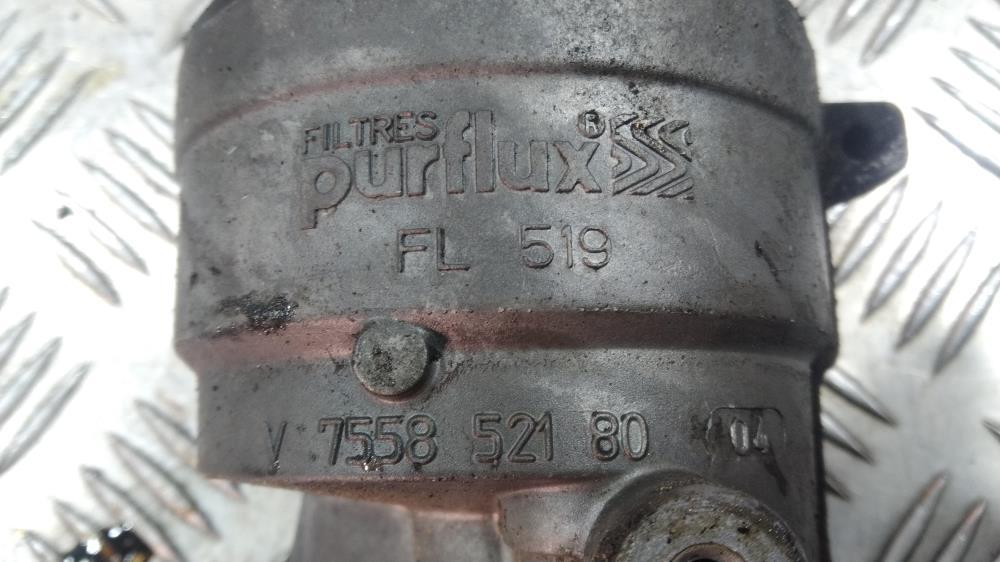 FILTRES
purflux®
FL 519
V 7558 521 80 04